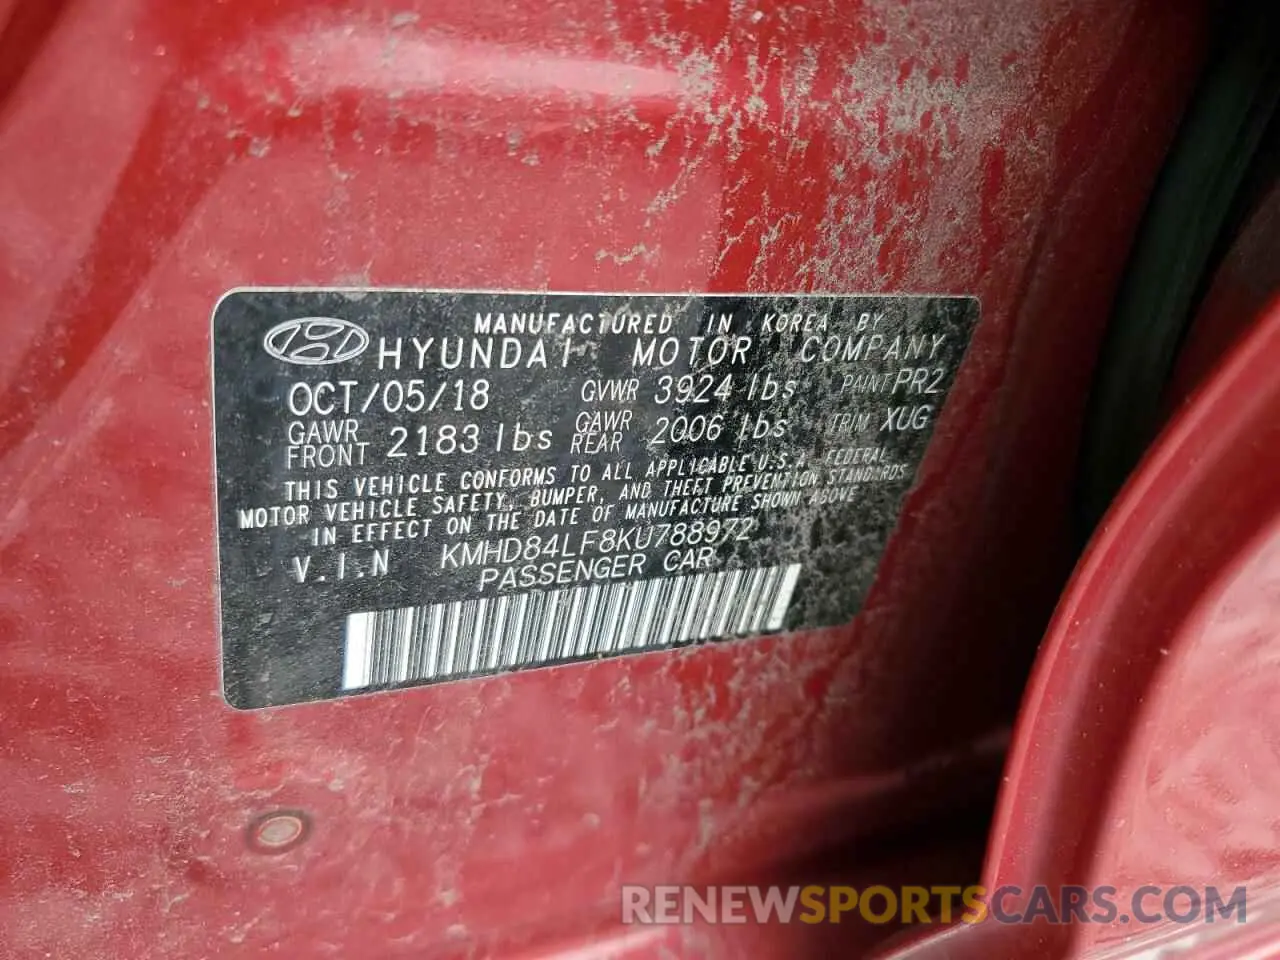 MANUFACTURED IN KOREA BY
HYUNDAI MOTOR COMPANY
OCT/05/18 GVWR 3924 lbs PAINT PR2
GAWR FRONT 2183 lbs GAWR REAR 2006 lbs TRIM XUG
THIS VEHICLE CONFORMS TO ALL APPLICABLE U.S.A. FEDERAL
MOTOR VEHICLE SAFETY, BUMPER, AND THEFT PREVENTION STANDARDS
IN EFFECT ON THE DATE OF MANUFACTURE SHOWN ABOVE
V.I.N KMHD84LF8KU788972
PASSENGER CAR
RENEWSPORTSCARS.COM